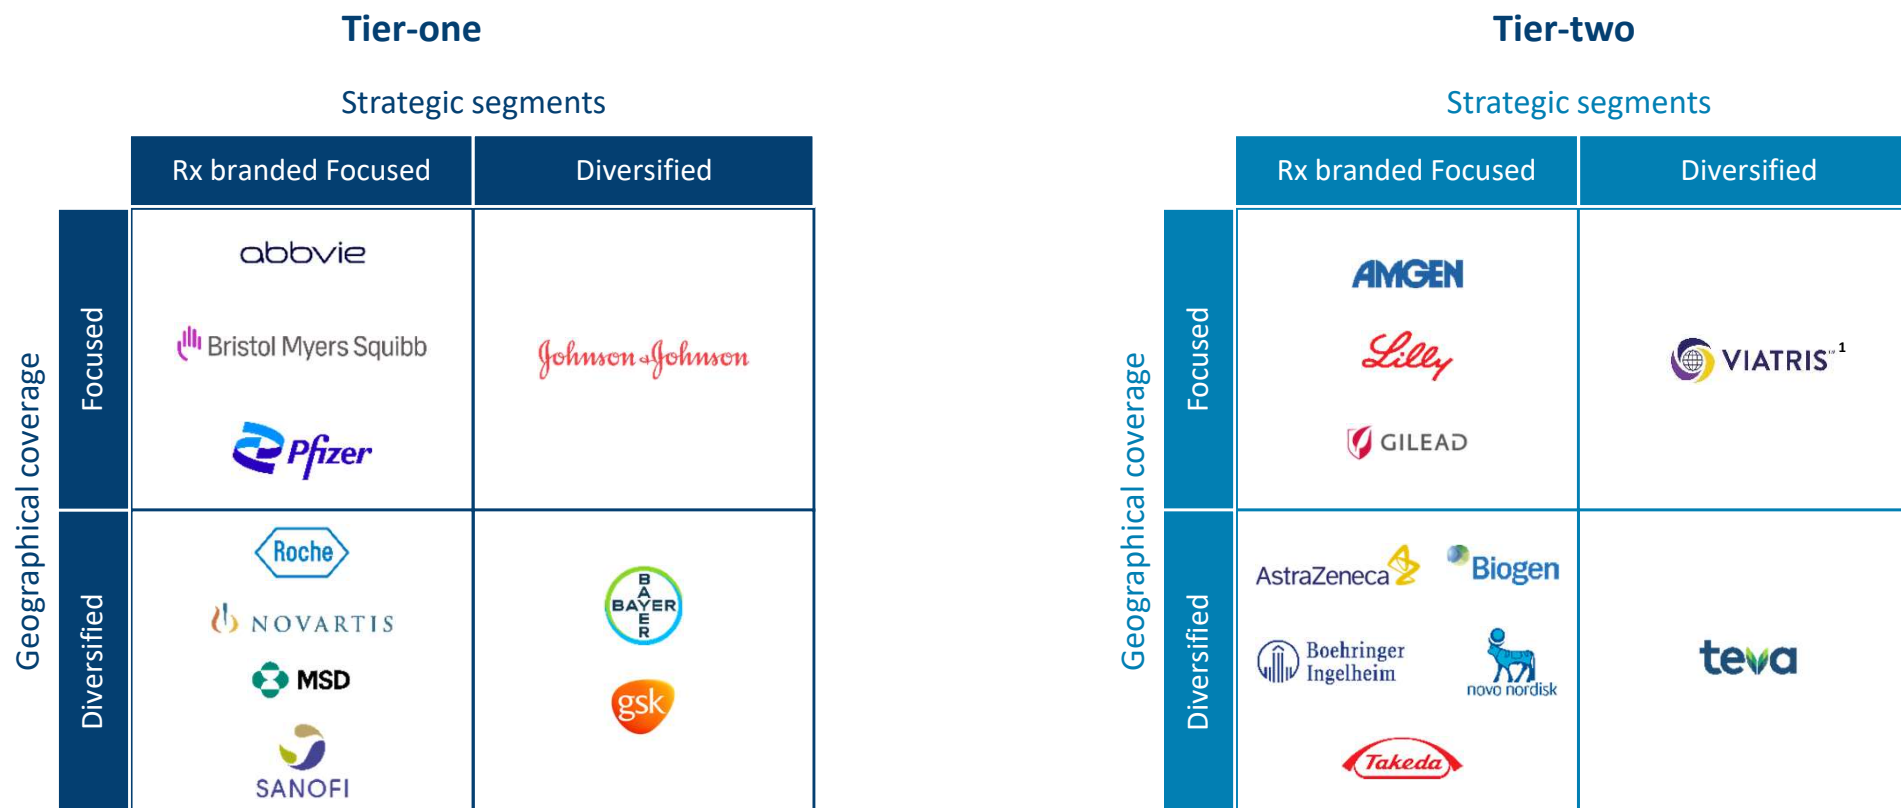 Tier-one
Strategic segments
Rx branded Focused
Diversified
Geographical coverage
Focused
abbvie
Bristol Myers Squibb
Pfizer
Johnson & Johnson
Diversified
Roche
NOVARTIS
MSD
SANOFI
BAYER
BAYER
gsk
Tier-two
Strategic segments
Rx branded Focused
Diversified
Geographical coverage
Focused
AMGEN
Lilly
GILEAD
VIATRIS™ 1
Diversified
AstraZeneca
Biogen
Boehringer
Ingelheim
novo nordisk
Takeda
teva